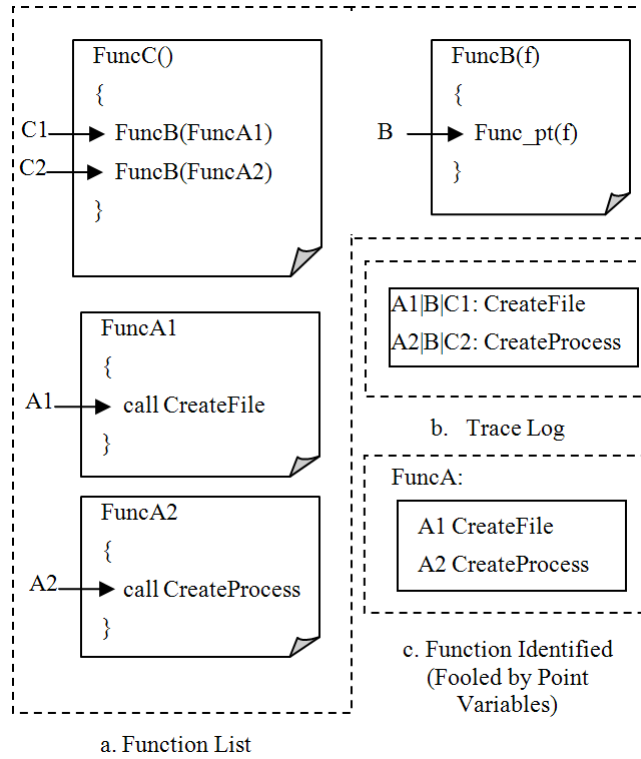 FuncC()
{
C1
FuncB(FuncA1)
C2
FuncB(FuncA2)
}
FuncB(f)
{
B
Func_pt(f)
}
FuncA1
{
A1
call CreateFile
}
FuncA2
{
A2
call CreateProcess
}
a. Function List
A1|B|C1: CreateFile
A2|B|C2: CreateProcess
b. Trace Log
FuncA:
A1 CreateFile
A2 CreateProcess
c. Function Identified
(Fooled by Point
Variables)